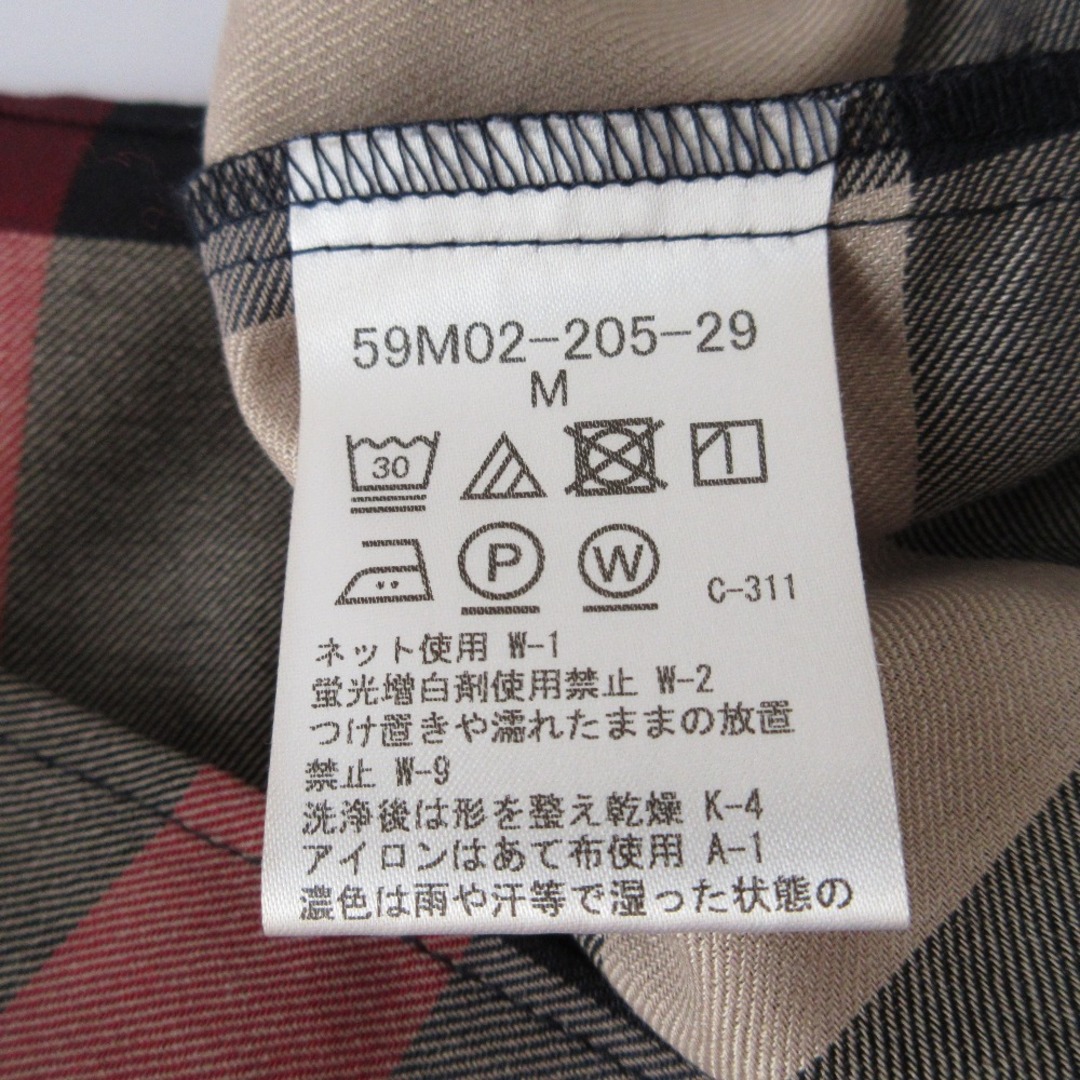 59M02-205-29
M
30
P W C-311
ネット使用 W-1
蛍光増白剤使用禁止 W-2
つけ置きや濡れたままの放置
禁止 W-9
洗浄後は形を整え乾燥 K-4
アイロンはあて布使用 A-1
濃色は雨や汗等で湿った状態の